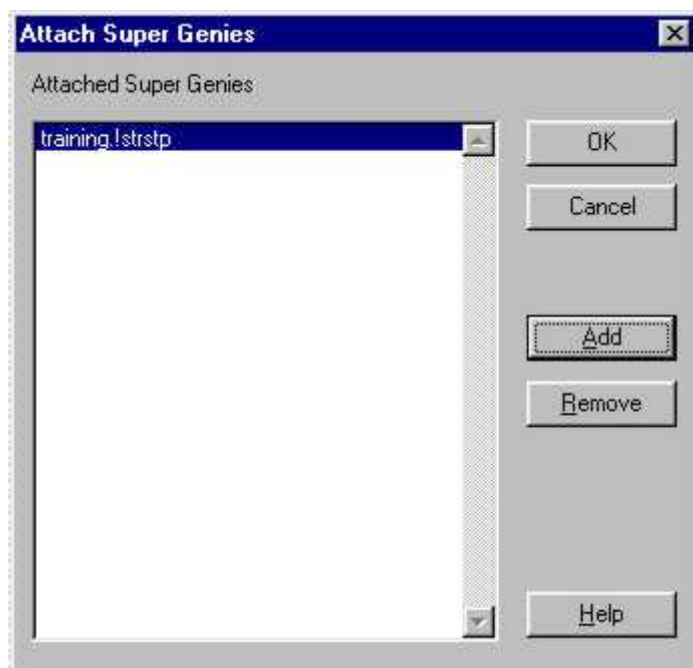 Attach Super Genies
Attached Super Genies
training.!strstp
OK
Cancel
Add
Remove
Help